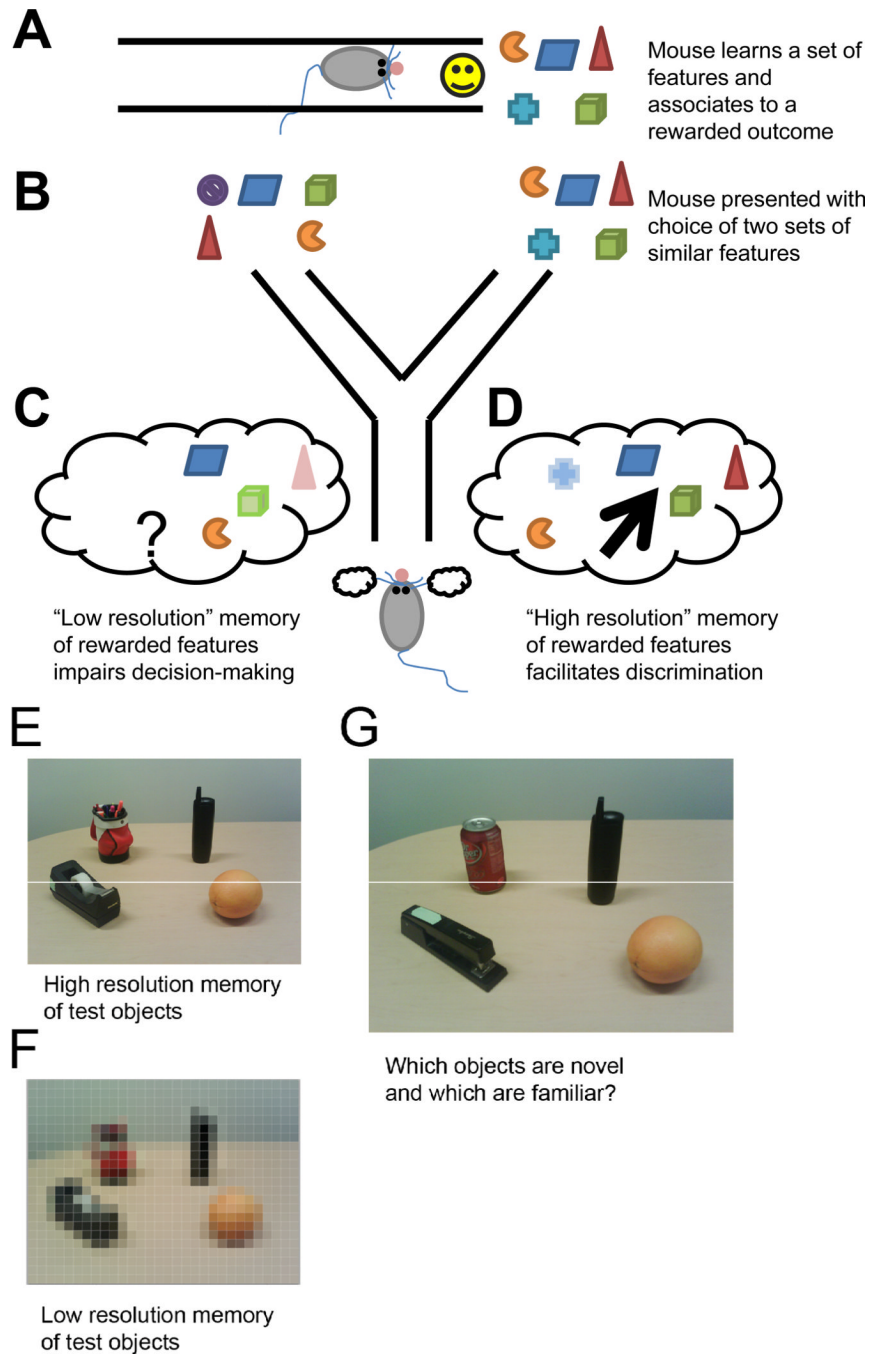 A
Mouse learns a set of
features and
associates to a
rewarded outcome
B
Mouse presented with
choice of two sets of
similar features
C
?
"Low resolution" memory
of rewarded features
impairs decision-making
D
"High resolution" memory
of rewarded features
facilitates discrimination
E
High resolution memory
of test objects
F
Low resolution memory
of test objects
G
Which objects are novel
and which are familiar?